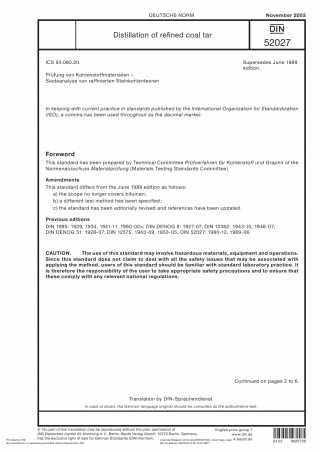 DEUTSCHE NORM
November 2003
Distillation of refined coal tar
DIN
52027
ICS 93.080.20
Supersedes June 1989
edition.
Prüfung von Kohlenstoffmaterialien –
Siedeanalyse von raffinierten Steinkohlenteeren
In keeping with current practice in standards published by the International Organization for Standardization
(ISO), a comma has been used throughout as the decimal marker.
Foreword
This standard has been prepared by Technical Committee Prüfverfahren für Kohlenstoff und Graphit of the
Normenausschuss Materialprüfung (Materials Testing Standards Committee).
Amendments
This standard differs from the June 1989 edition as follows:
a) the scope no longer covers bitumen;
b) a different test method has been specified;
c) the standard has been editorially revised and references have been updated.
Previous editions
DIN 1995: 1929, 1934, 1941-11, 1960-02x; DIN DENOG 8: 1927-07; DIN 12362: 1943-10, 1946-07;
DIN DENOG 31: 1928-07; DIN 12575: 1943-09, 1953-05; DIN 52027: 1980-12, 1989-06.
CAUTION. The use of this standard may involve hazardous materials, equipment and operations.
Since this standard does not claim to deal with all the safety issues that may be associated with
applying the method, users of this standard should be familiar with standard laboratory practice. It
is therefore the responsibility of the user to take appropriate safety precautions and to ensure that
these comply with any relevant national regulations.
Continued on pages 2 to 6.
Translation by DIN-Sprachendienst.
In case of doubt, the German-language original should be consulted as the authoritative text.
© No part of this translation may be reproduced without the prior permission of
DIN Deutsches Institut für Normung e. V., Berlin. Beuth Verlag GmbH, 10772 Berlin, Germany,
has the exclusive right of sale for German Standards (DIN-Normen).
English price group 7
www.din.de
www.beuth.de